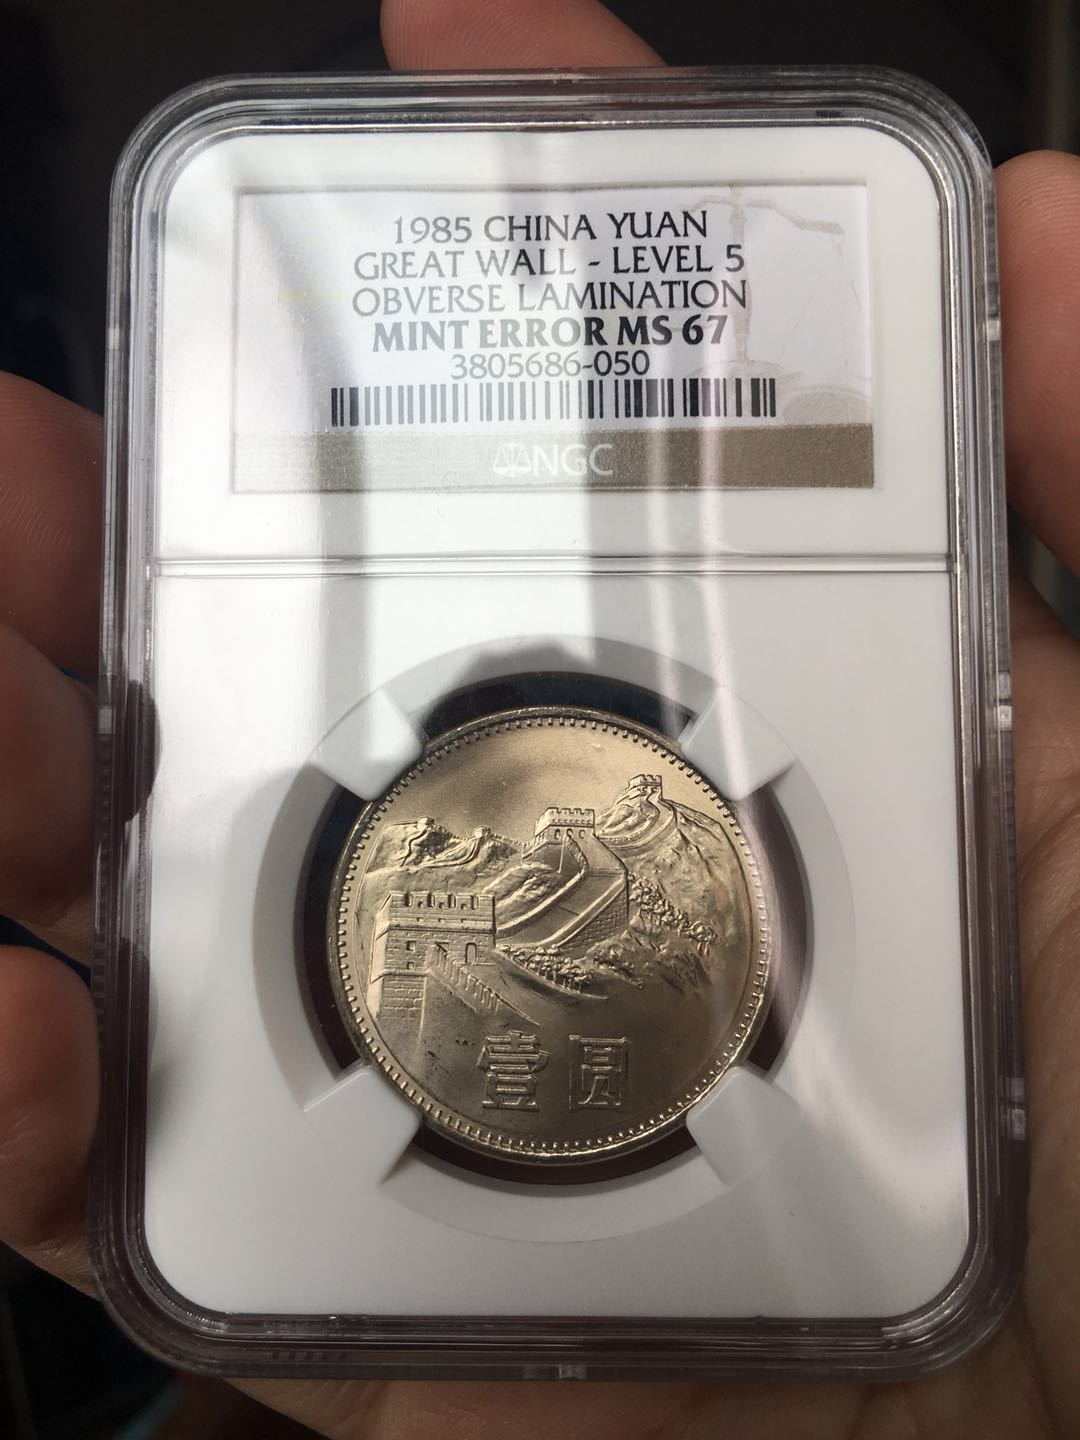 1985 CHINA YUAN
GREAT WALL - LEVEL 5
OBVERSE LAMINATION
MINT ERROR MS 67
3805686-050
NGC
壹圆